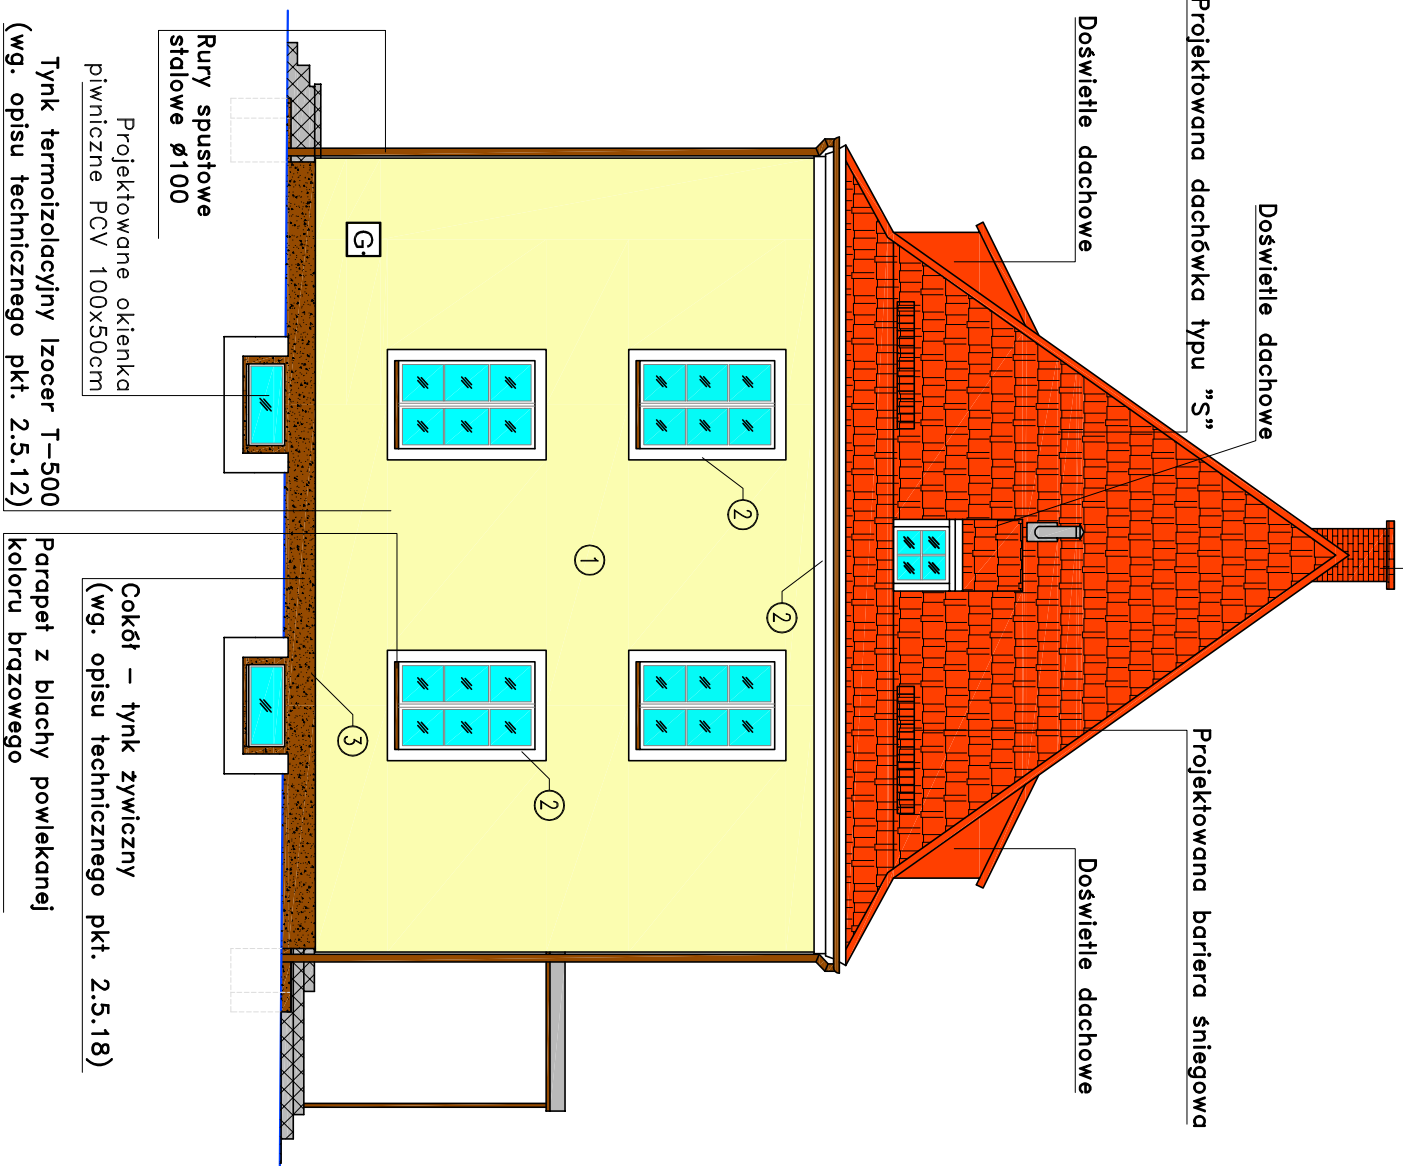 Projektowana dachówka typu "S"
Doświetle dachowe
Doświetle dachowe
Projektowana bariera śniegowa
Doświetle dachowe
Rury spustowe
stalowe ø100
Projektowane okienka
piwniczne PCV 100x50cm
Tynk termoizolacyjny Izocer T-500
(wg. opisu technicznego pkt. 2.5.12)
Cokół – tynk żywiczny
(wg. opisu technicznego pkt. 2.5.18)
Parapet z blachy powlekanej
koloru brązowego
G.
2
1
2
3
2